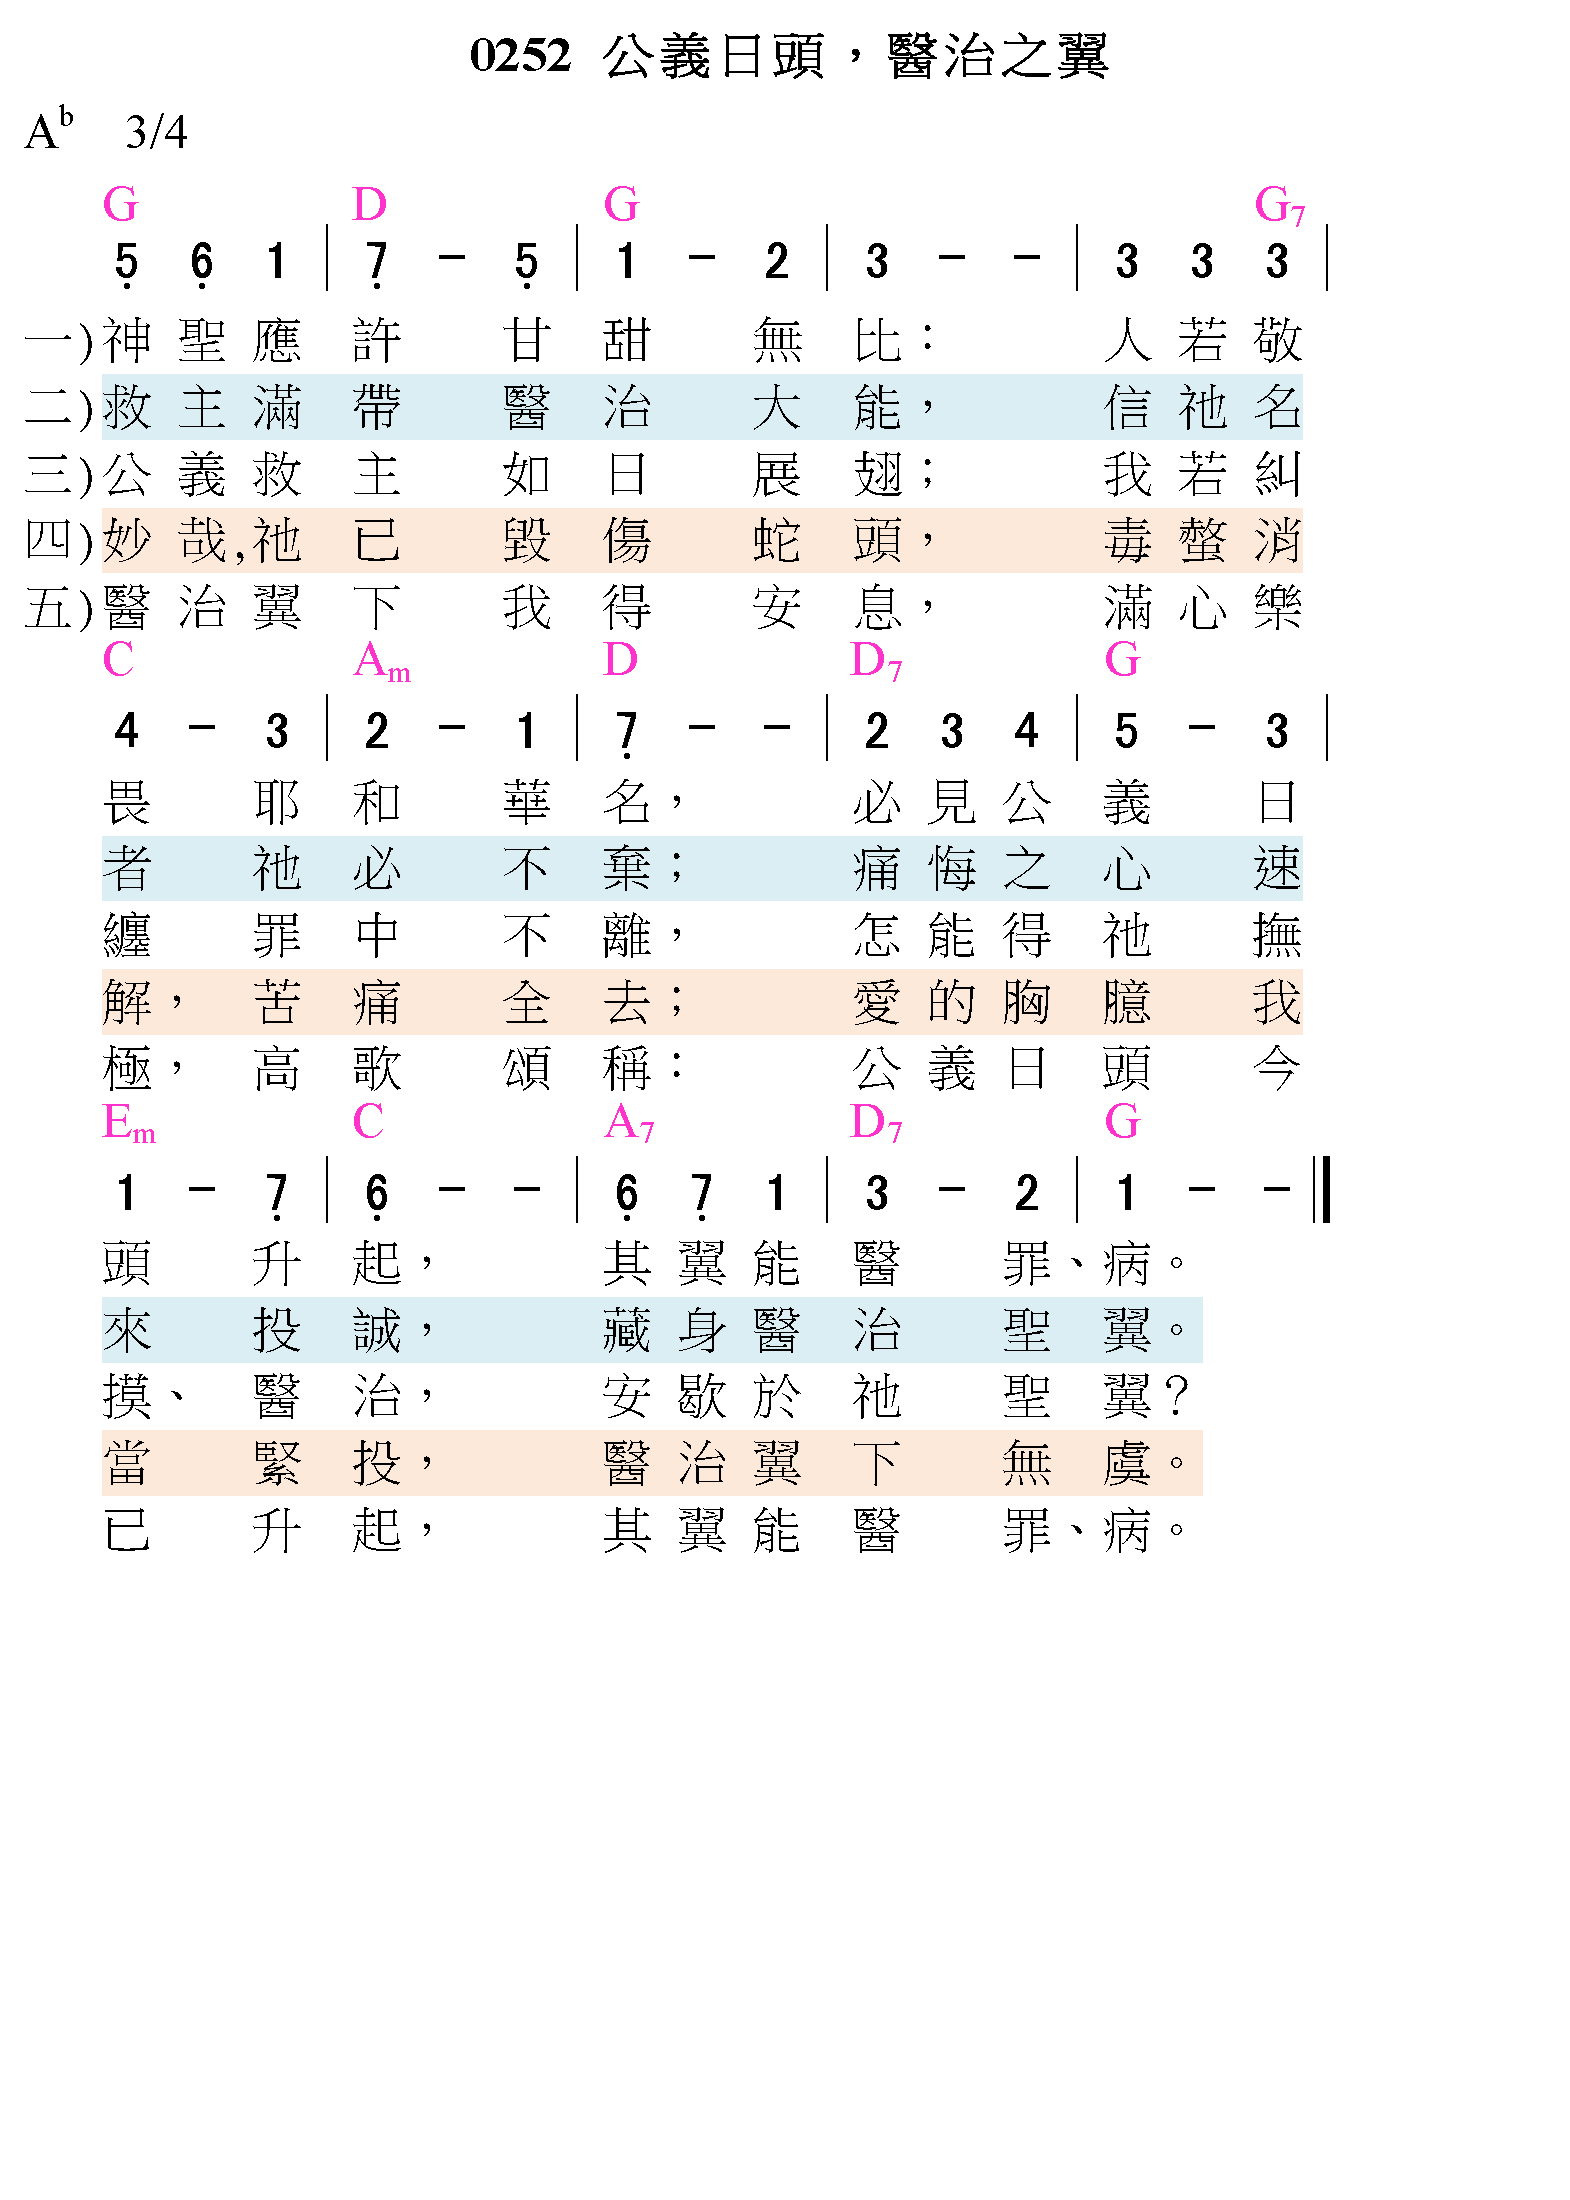 0252 公義日頭，醫治之翼
A♭ 3/4
G D G G7
5̣ 6̣ 1 | 7̣ - 5̣ | 1 - 2 | 3 - - | 3 3 3 |
一)神聖應許甘甜無比：人若敬
二)救主滿帶醫治大能，信祂名
三)公義救主如日展翅；我若糾
四)妙哉,祂已毀傷蛇頭，毒螫消
五)醫治翼下我得安息，滿心樂
C Am D D7 G
4 - 3 | 2 - 1 | 7̣ - - | 2 3 4 | 5 - 3 |
畏耶和華名，必見公義日
者祂必不棄；痛悔之心速
纏罪中不離，怎能得祂撫
解，苦痛全去；愛的胸臆我
極，高歌頌稱：公義日頭今
Em C A7 D7 G
1 - 7̣ | 6̣ - - | 6̣ 7̣ 1 | 3 - 2 | 1 - - ‖
頭升起，其翼能醫罪、病。
來投誠，藏身醫治聖翼。
摸、醫治，安歇於祂聖翼？
當緊投，醫治翼下無虞。
已升起，其翼能醫罪、病。